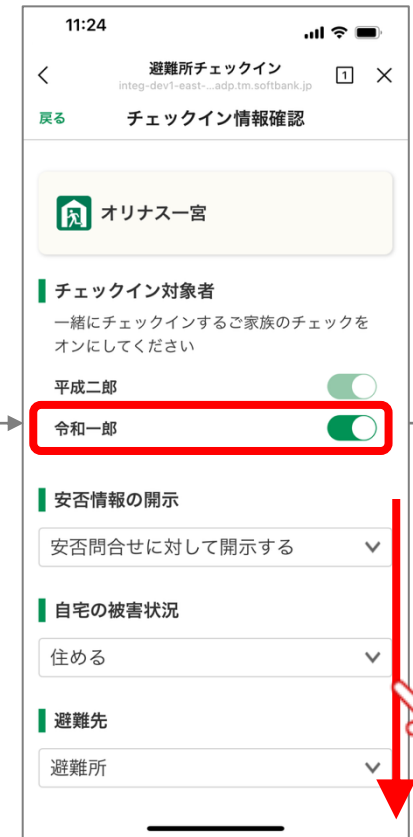 11:24
避難所チェックイン
integ-dev1-east-...adp.tm.softbank.jp
1
戻る
チェックイン情報確認
オリナス一宮
チェックイン対象者
一緒にチェックインするご家族のチェックを
オンにしてください
平成二郎
令和一郎
安否情報の開示
安否問合せに対して開示する
自宅の被害状況
住める
避難先
避難所